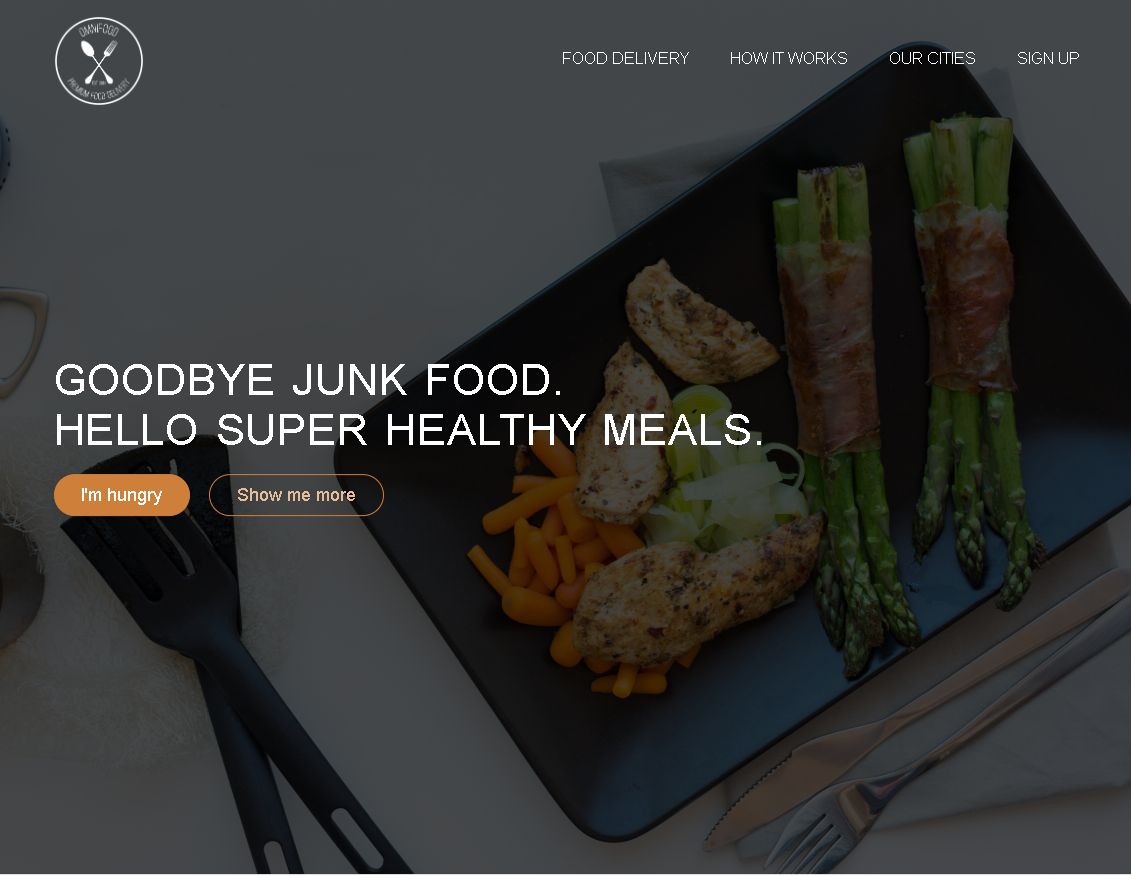 OMNIFOOD
PREMIUM FOOD DELIVERY
FOOD DELIVERY
HOW IT WORKS
OUR CITIES
SIGN UP
GOODBYE JUNK FOOD.
HELLO SUPER HEALTHY MEALS.
I'm hungry
Show me more